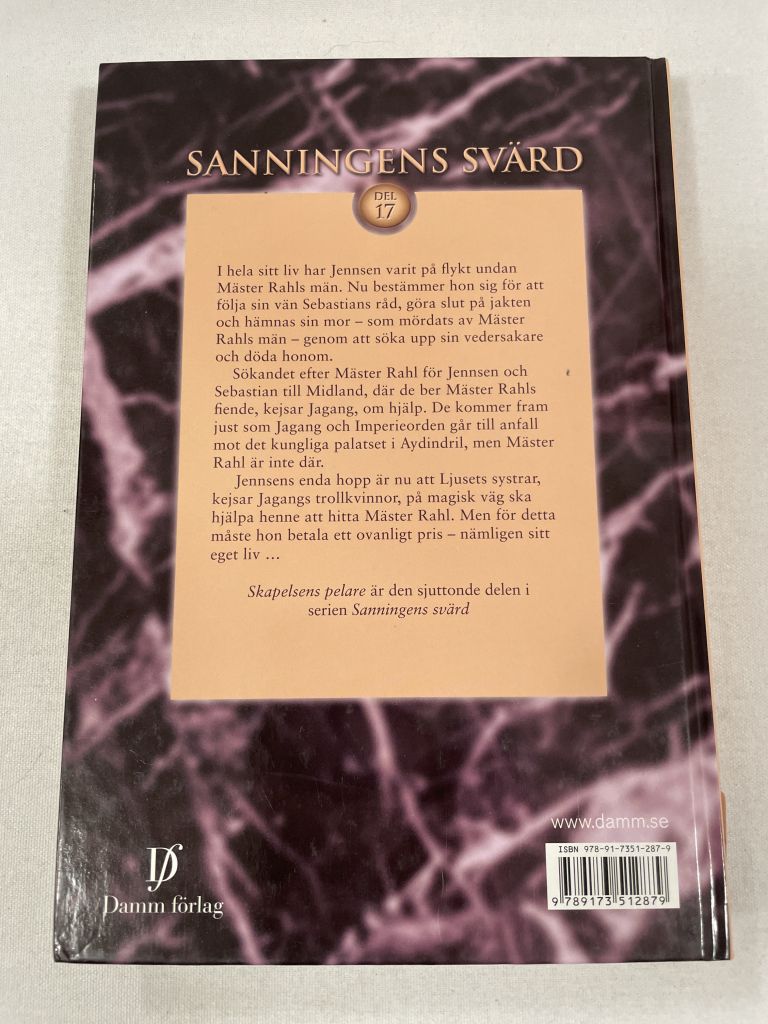 SANNINGENS SVÄRD
DEL
17
I hela sitt liv har Jennsen varit på flykt undan
Mäster Rahls män. Nu bestämmer hon sig för att
följa sin vän Sebastians råd, göra slut på jakten
och hämnas sin mor – som mördats av Mäster
Rahls män – genom att söka upp sin vedersakare
och döda honom.
Sökandet efter Mäster Rahl för Jennsen och
Sebastian till Midland, där de ber Mäster Rahls
fiende, kejsar Jagang, om hjälp. De kommer fram
just som Jagang och Imperieorden går till anfall
mot det kungliga palatset i Aydindril, men Mäster
Rahl är inte där.
Jennsens enda hopp är nu att Ljusets systrar,
kejsar Jagangs trollkvinnor, på magisk väg ska
hjälpa henne att hitta Mäster Rahl. Men för detta
måste hon betala ett ovanligt pris – nämligen sitt
eget liv …
Skapelsens pelare är den sjuttonde delen i
serien Sanningens svärd
www.damm.se
ISBN 978-91-7351-287-9
9 789173 512879
Df
Damm förlag